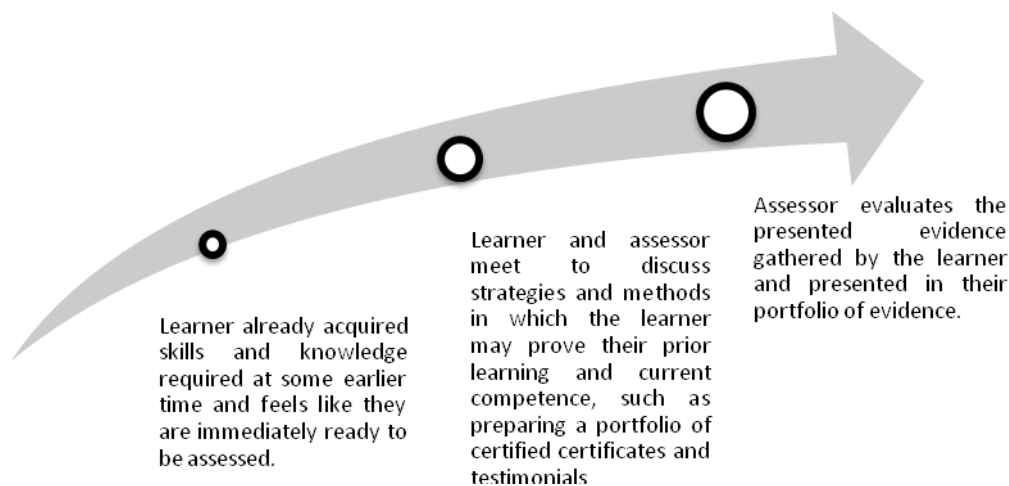 Learner already acquired
skills and knowledge
required at some earlier
time and feels like they
are immediately ready to
be assessed.
Learner and assessor
meet to discuss
strategies and methods
in which the learner
may prove their prior
learning and current
competence, such as
preparing a portfolio of
certified certificates and
testimonials
Assessor evaluates the
presented evidence
gathered by the learner
and presented in their
portfolio of evidence.